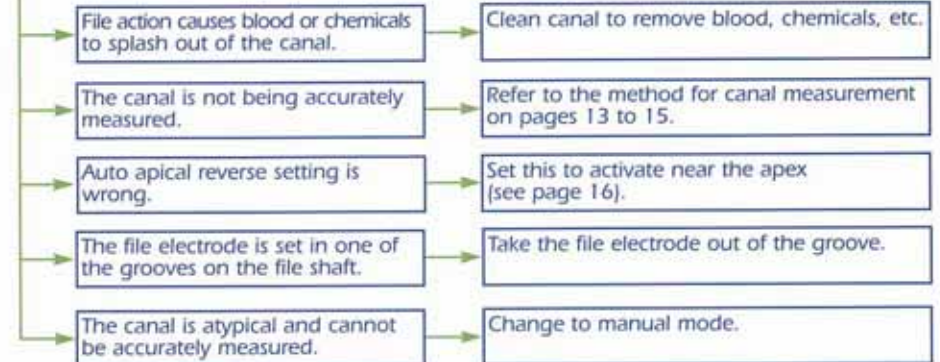 File action causes blood or chemicals
to splash out of the canal.
Clean canal to remove blood, chemicals, etc.
The canal is not being accurately
measured.
Refer to the method for canal measurement
on pages 13 to 15.
Auto apical reverse setting is
wrong.
Set this to activate near the apex
(see page 16).
The file electrode is set in one of
the grooves on the file shaft.
Take the file electrode out of the groove.
The canal is atypical and cannot
be accurately measured.
Change to manual mode.